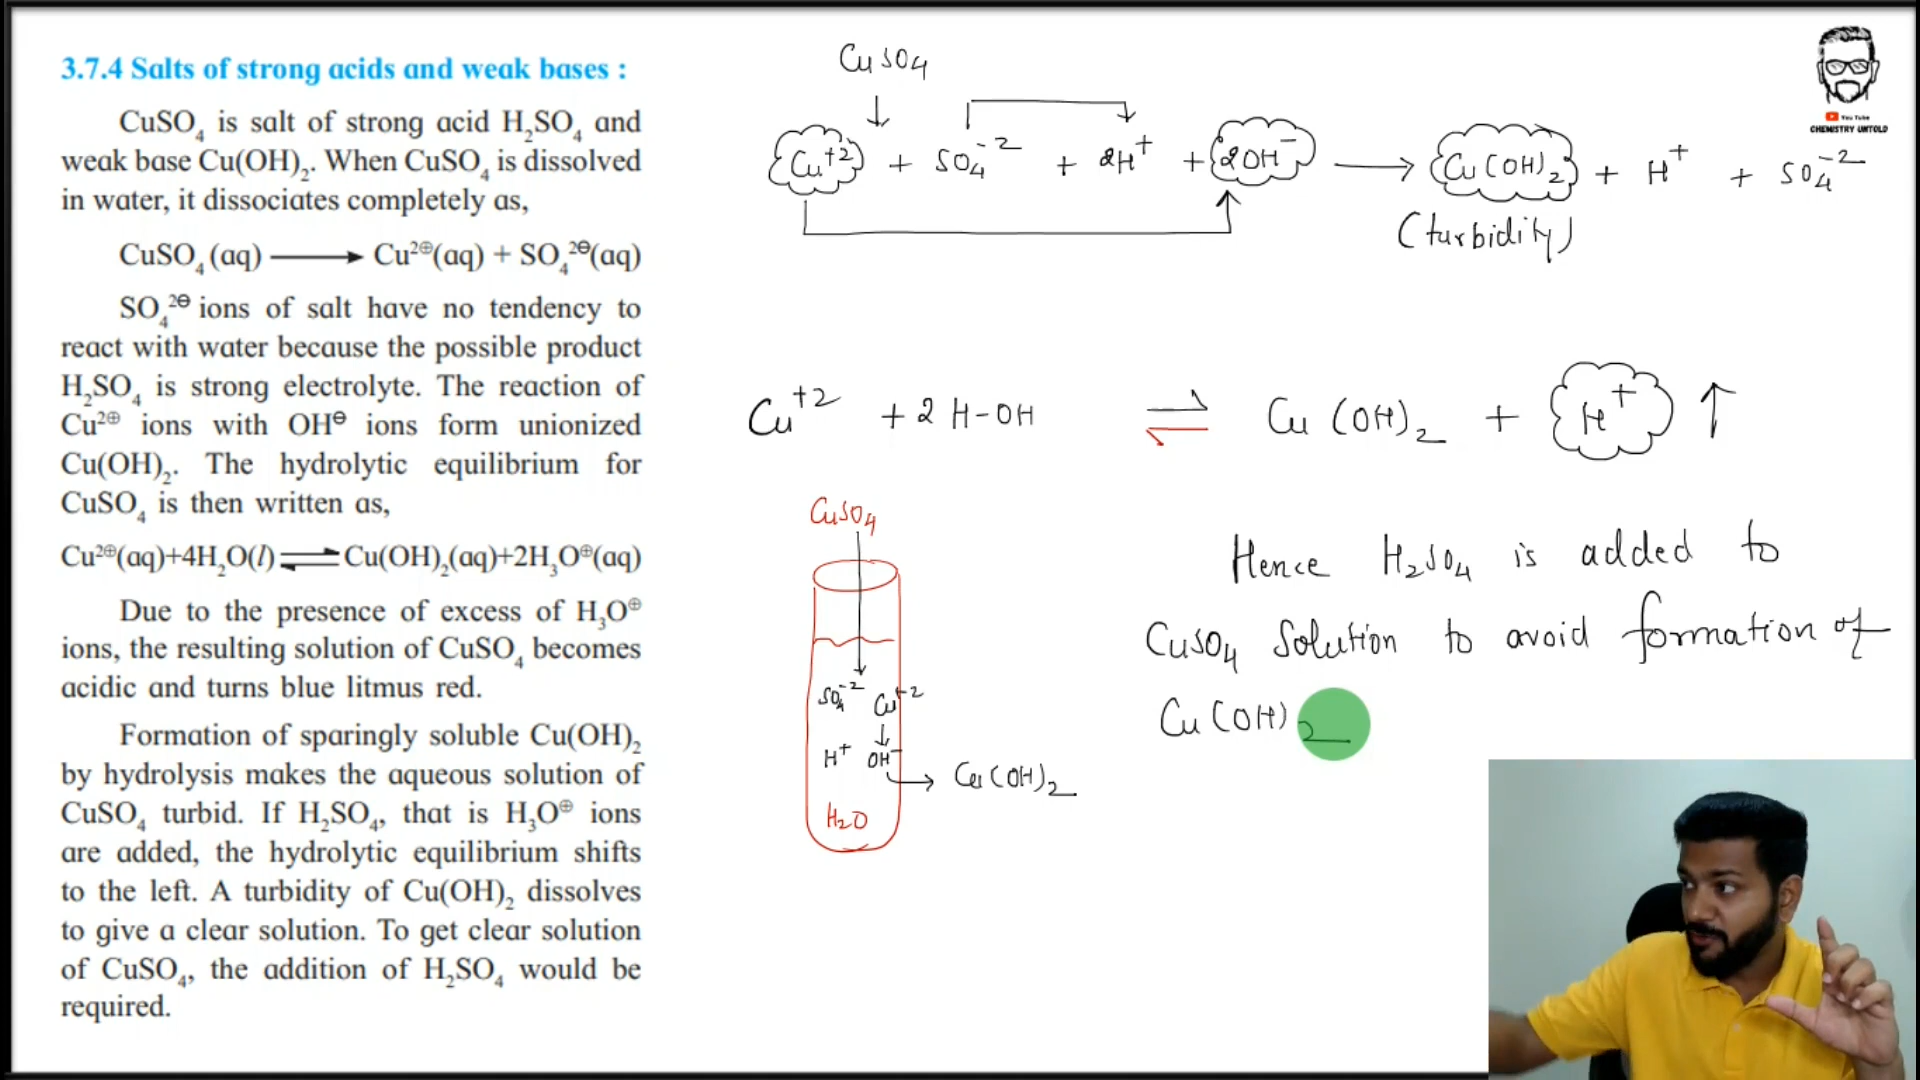 3.7.4 Salts of strong acids and weak bases :
CuSO₄ is salt of strong acid H₂SO₄ and
weak base Cu(OH)₂. When CuSO₄ is dissolved
in water, it dissociates completely as,
CuSO₄ (aq) ⟶ Cu²⊕(aq) + SO₄²⊖(aq)
SO₄²⊖ ions of salt have no tendency to
react with water because the possible product
H₂SO₄ is strong electrolyte. The reaction of
Cu²⊕ ions with OH⊖ ions form unionized
Cu(OH)₂. The hydrolytic equilibrium for
CuSO₄ is then written as,
Cu²⊕(aq)+4H₂O(l) ⇌ Cu(OH)₂(aq)+2H₃O⊕(aq)
Due to the presence of excess of H₃O⊕
ions, the resulting solution of CuSO₄ becomes
acidic and turns blue litmus red.
Formation of sparingly soluble Cu(OH)₂
by hydrolysis makes the aqueous solution of
CuSO₄ turbid. If H₂SO₄, that is H₃O⊕ ions
are added, the hydrolytic equilibrium shifts
to the left. A turbidity of Cu(OH)₂ dissolves
to give a clear solution. To get clear solution
of CuSO₄, the addition of H₂SO₄ would be
required.
CuSO₄
↓
Cu⁺² + SO₄⁻² + 2H⁺ + 2OH⁻ ⟶ Cu(OH)₂ + H⁺ + SO₄⁻²
(turbidity)
Cu⁺² + 2 H-OH ⇌ Cu(OH)₂ + H⁺ ↑
CuSO₄
SO₄⁻² Cu⁺²
↓
H⁺ OH⁻
→ Cu(OH)₂
H₂O
Hence H₂SO₄ is added to
CuSO₄ Solution to avoid formation of
Cu(OH)₂
You Tube
CHEMISTRY UNTOLD